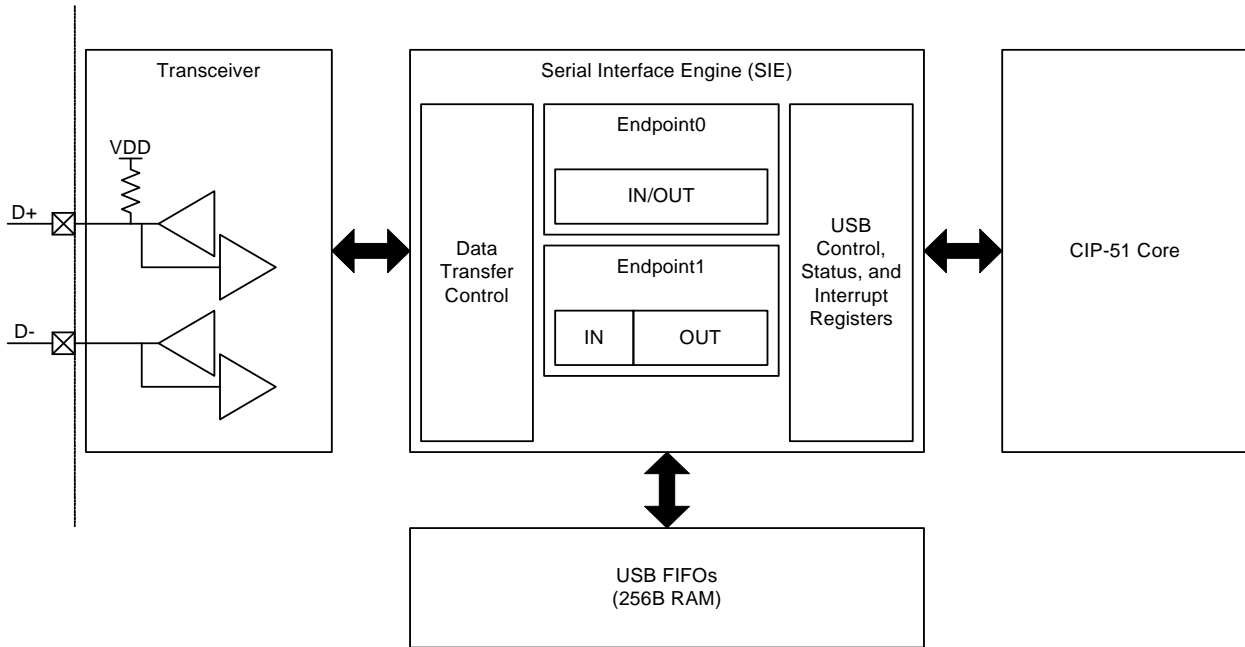 Transceiver
VDD
D+
D-
Serial Interface Engine (SIE)
Data
Transfer
Control
Endpoint0
IN/OUT
Endpoint1
IN
OUT
USB
Control,
Status, and
Interrupt
Registers
CIP-51 Core
USB FIFOs
(256B RAM)